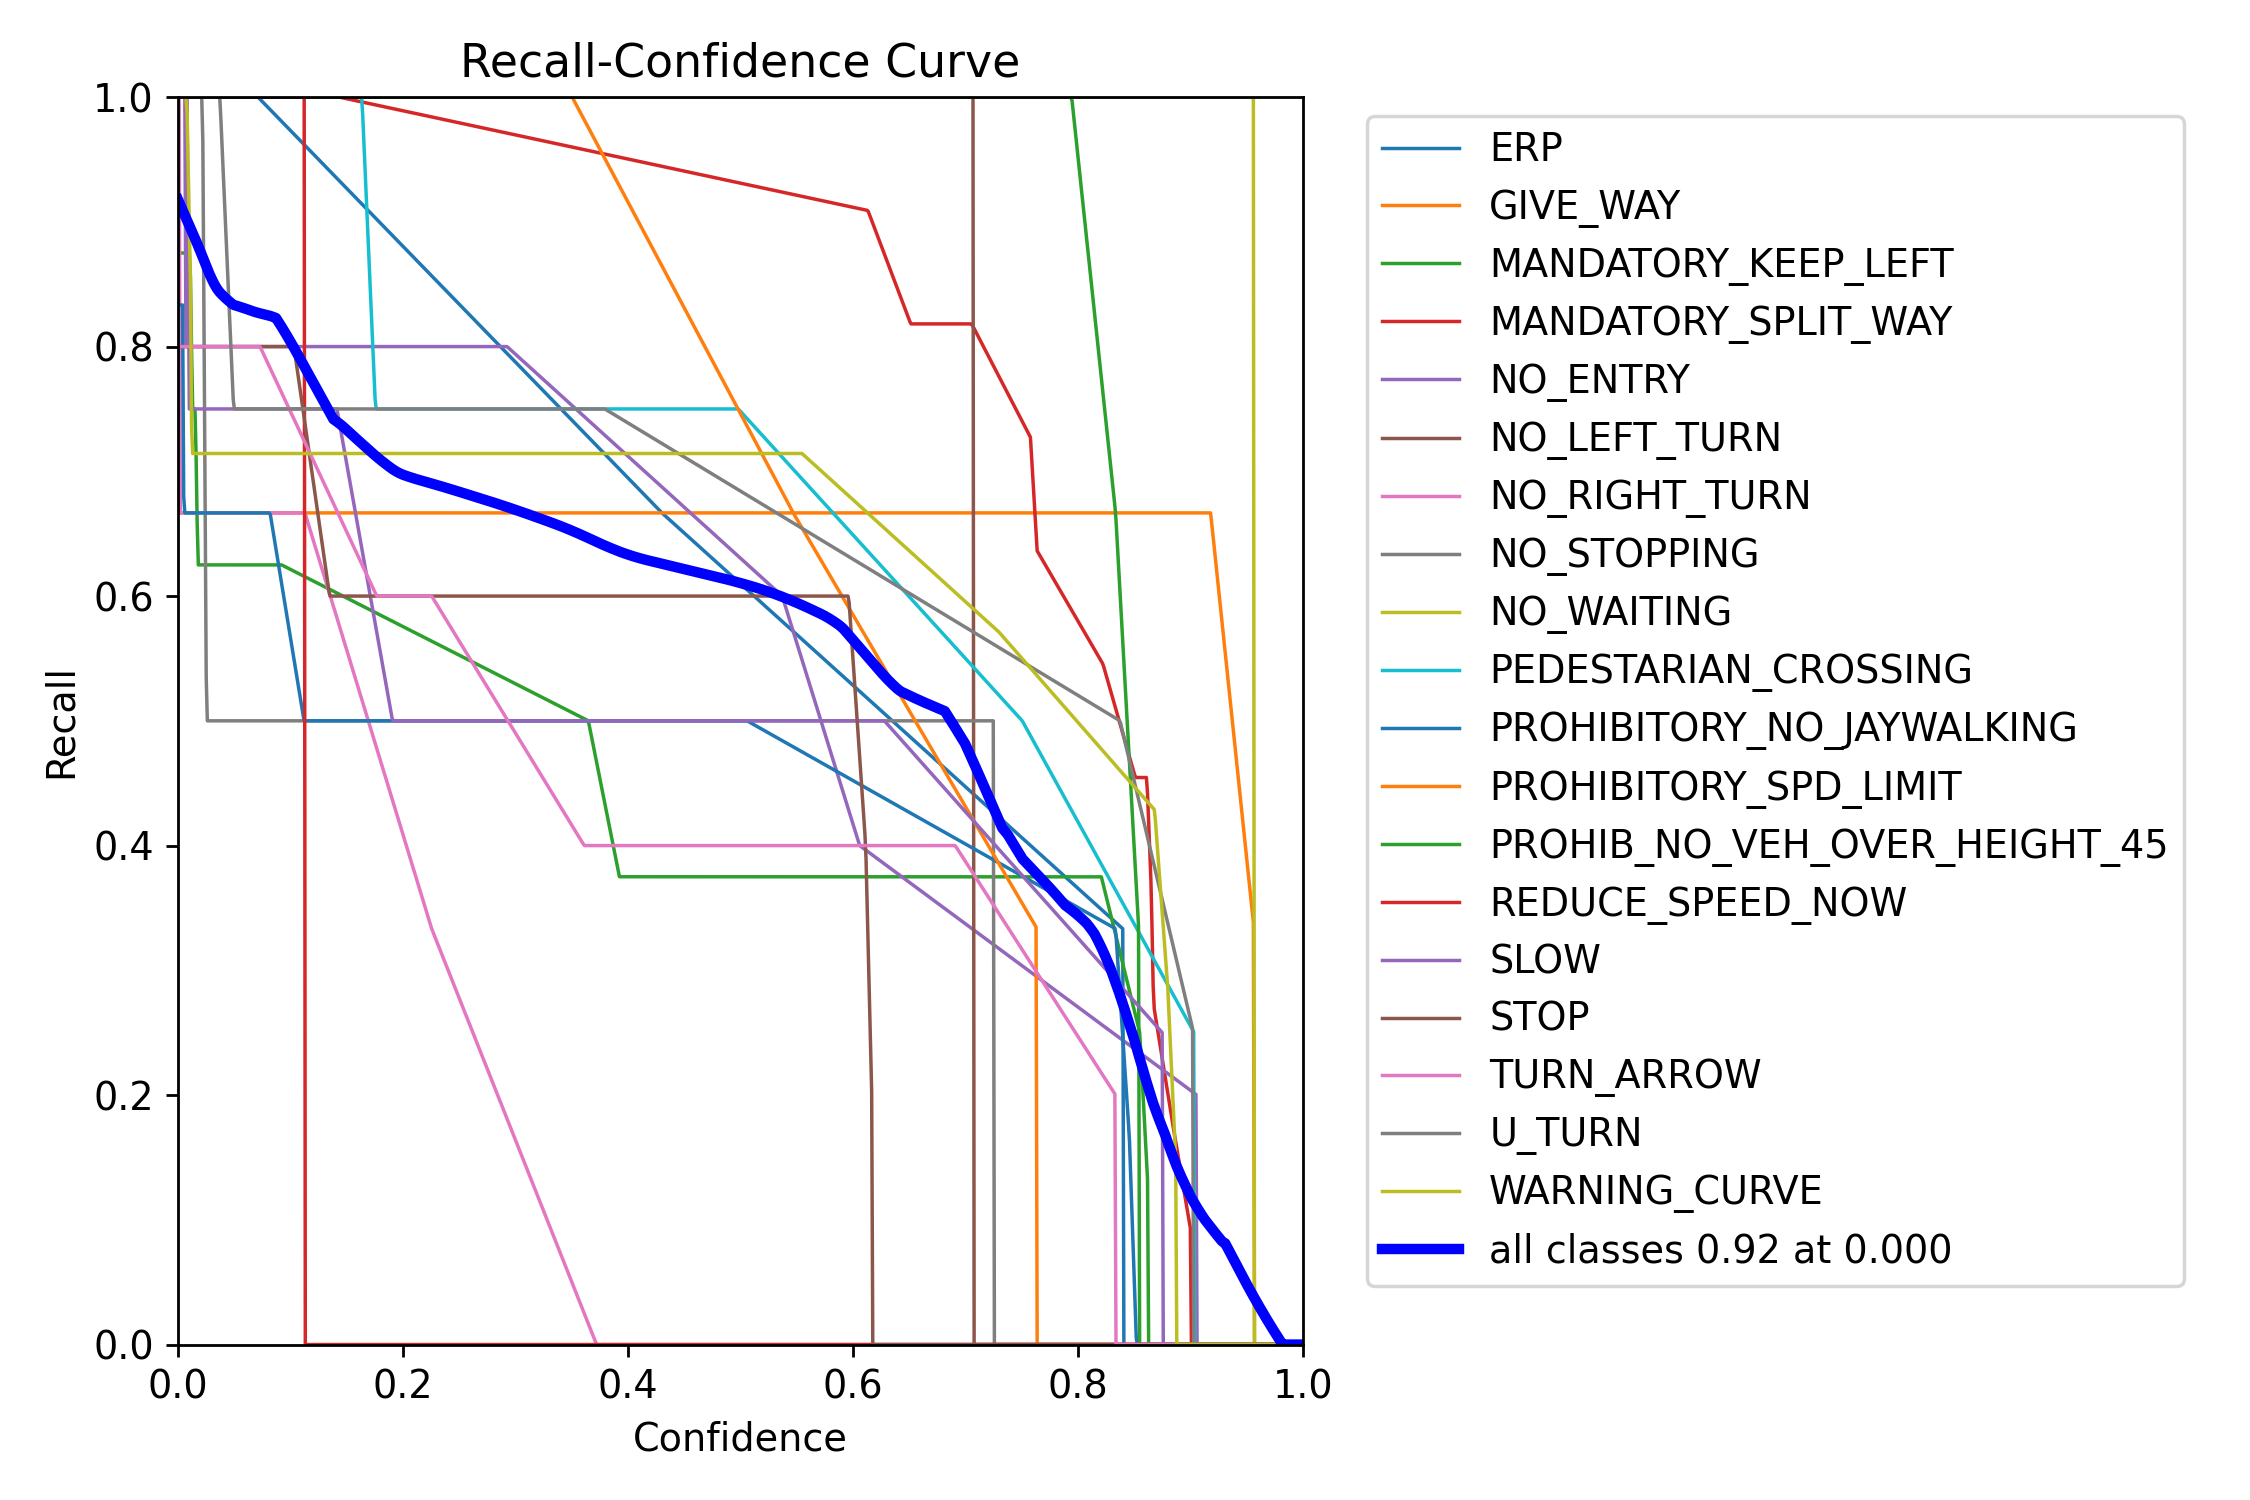 Recall-Confidence Curve
1.0
0.8
0.6
0.4
0.2
0.0
Recall
0.0 0.2 0.4 0.6 0.8 1.0
Confidence
ERP
GIVE_WAY
MANDATORY_KEEP_LEFT
MANDATORY_SPLIT_WAY
NO_ENTRY
NO_LEFT_TURN
NO_RIGHT_TURN
NO_STOPPING
NO_WAITING
PEDESTARIAN_CROSSING
PROHIBITORY_NO_JAYWALKING
PROHIBITORY_SPD_LIMIT
PROHIB_NO_VEH_OVER_HEIGHT_45
REDUCE_SPEED_NOW
SLOW
STOP
TURN_ARROW
U_TURN
WARNING_CURVE
all classes 0.92 at 0.000